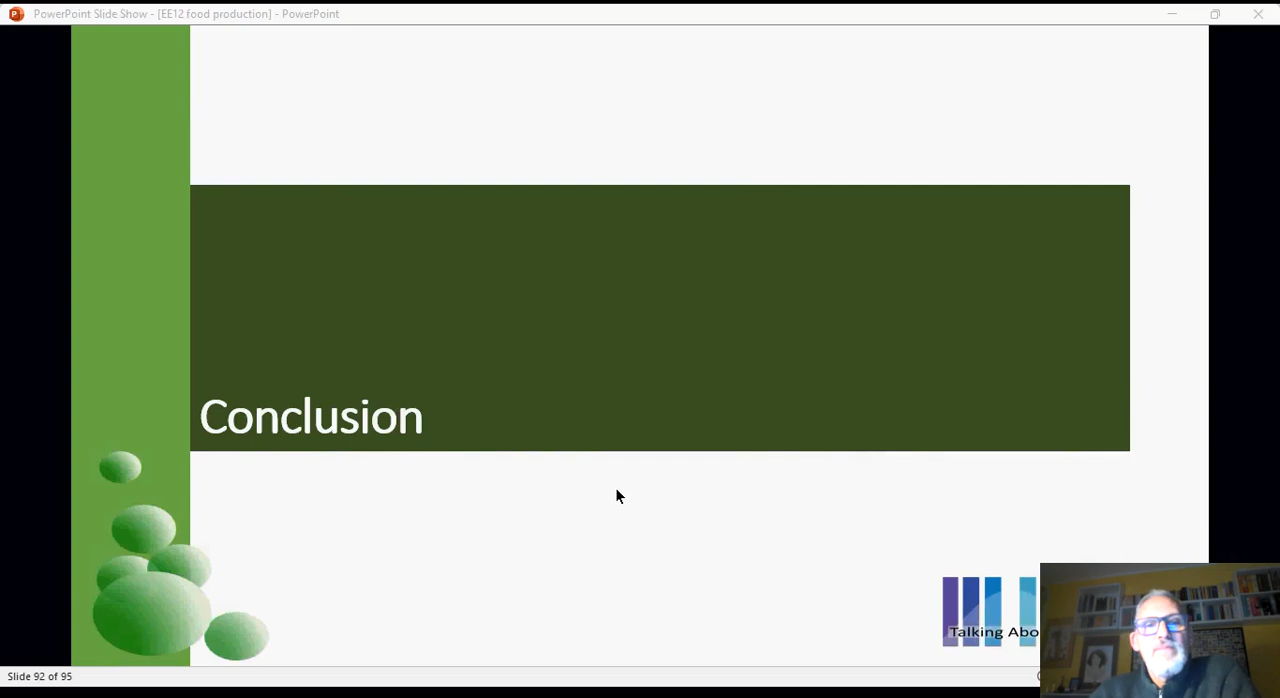 PowerPoint Slide Show - [EE12 food production] - PowerPoint
Conclusion
Talking Abo
Slide 92 of 95